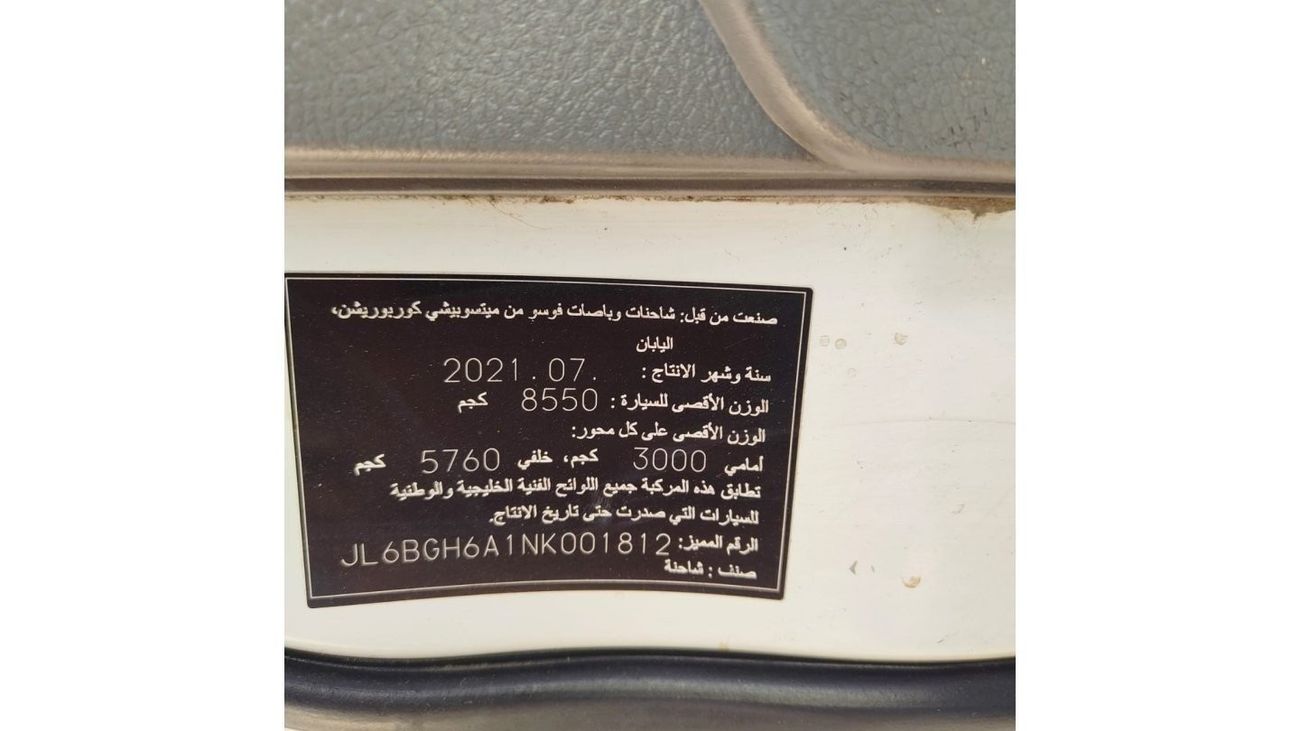 صنعت من قبل: شاحنات وباصات فوسو من ميتسوبيشي كوربوريشن،
اليابان
سنة وشهر الانتاج : 2021.07.
الوزن الأقصى للسيارة : 8550 كجم
الوزن الأقصى على كل محور:
أمامي 3000 كجم، خلفي 5760 كجم
تطابق هذه المركبة جميع اللوائح الفنية الخليجية والوطنية
للسيارات التي صدرت حتى تاريخ الانتاج.
الرقم المميز: JL6BGH6A1NK001812
صنف : شاحنة